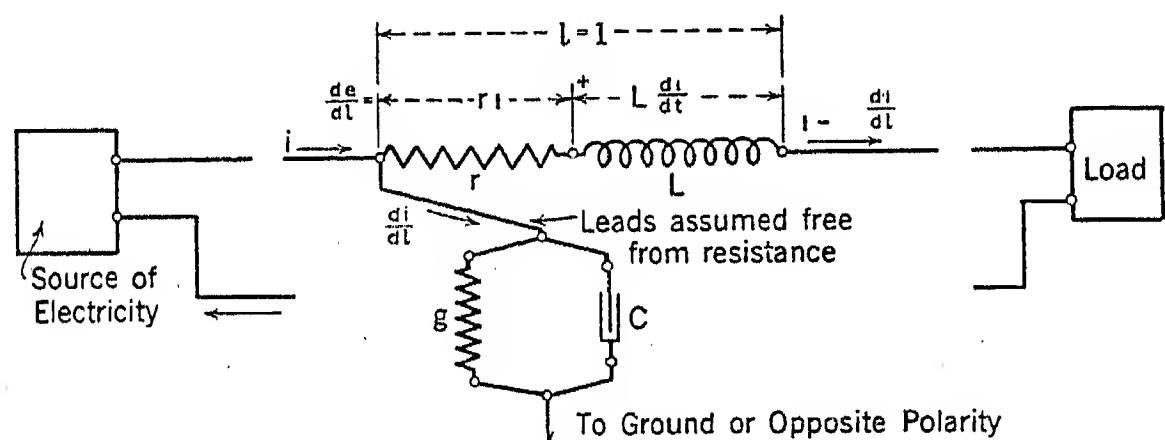 l = 1
de/dl = ri + L di/dt
i
i - di/dl
r
L
Load
di/dl
Leads assumed free
from resistance
Source of
Electricity
g
C
To Ground or Opposite Polarity